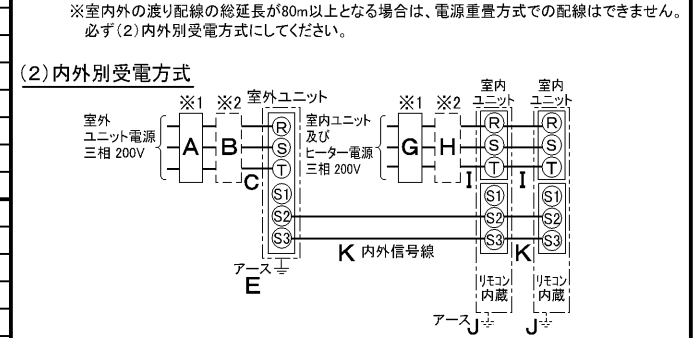 ※室内外の渡り配線の総延長が80m以上となる場合は、電源重畳方式での配線はできません。
必ず(2)内外別受電方式にしてください。
(2)内外別受電方式
室外
ユニット電源
三相 200V
※1
※2
A
B
C
室外ユニット
R
S
T
S1
S2
S3
アース
E
室内ユニット
及び
ヒーター電源
三相 200V
※1
※2
G
H
I
I
室内
ユニット
R
S
T
S1
S2
S3
リモコン
内蔵
室内
ユニット
R
S
T
S1
S2
S3
リモコン
内蔵
K 内外信号線
K
アース J
J